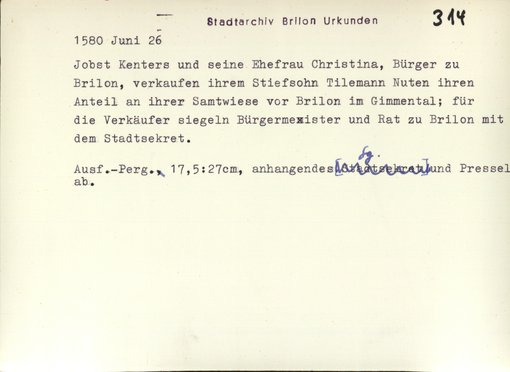 Stadtarchiv Brilon Urkunden 314
1580 Juni 26
Jobst Kenters und seine Ehefrau Christina, Bürger zu
Brilon, verkaufen ihrem Stiefsohn Tilemann Nuten ihren
Anteil an ihrer Samtwiese vor Brilon im Gimmental; für
die Verkäufer siegeln Bürgermexister und Rat zu Brilon mit
dem Stadtsekret.
Sg.
Ausf.-Perg., 17,5:27cm, anhangendes [Stadtsekret] und Pressel
ab.